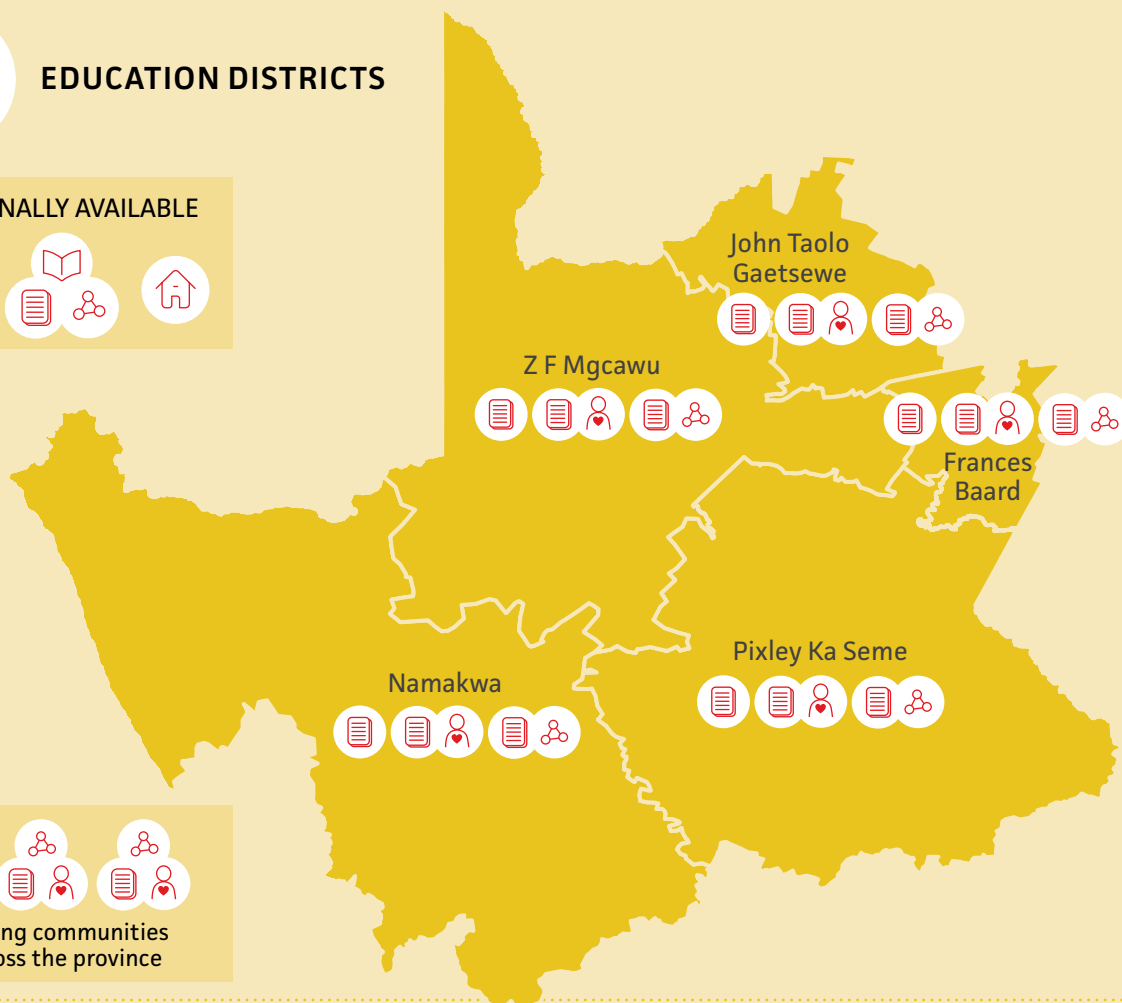 EDUCATION DISTRICTS
NALLY AVAILABLE
John Taolo
Gaetsewe
Z F Mgcawu
Frances
Baard
Pixley Ka Seme
Namakwa
ng communities
oss the province